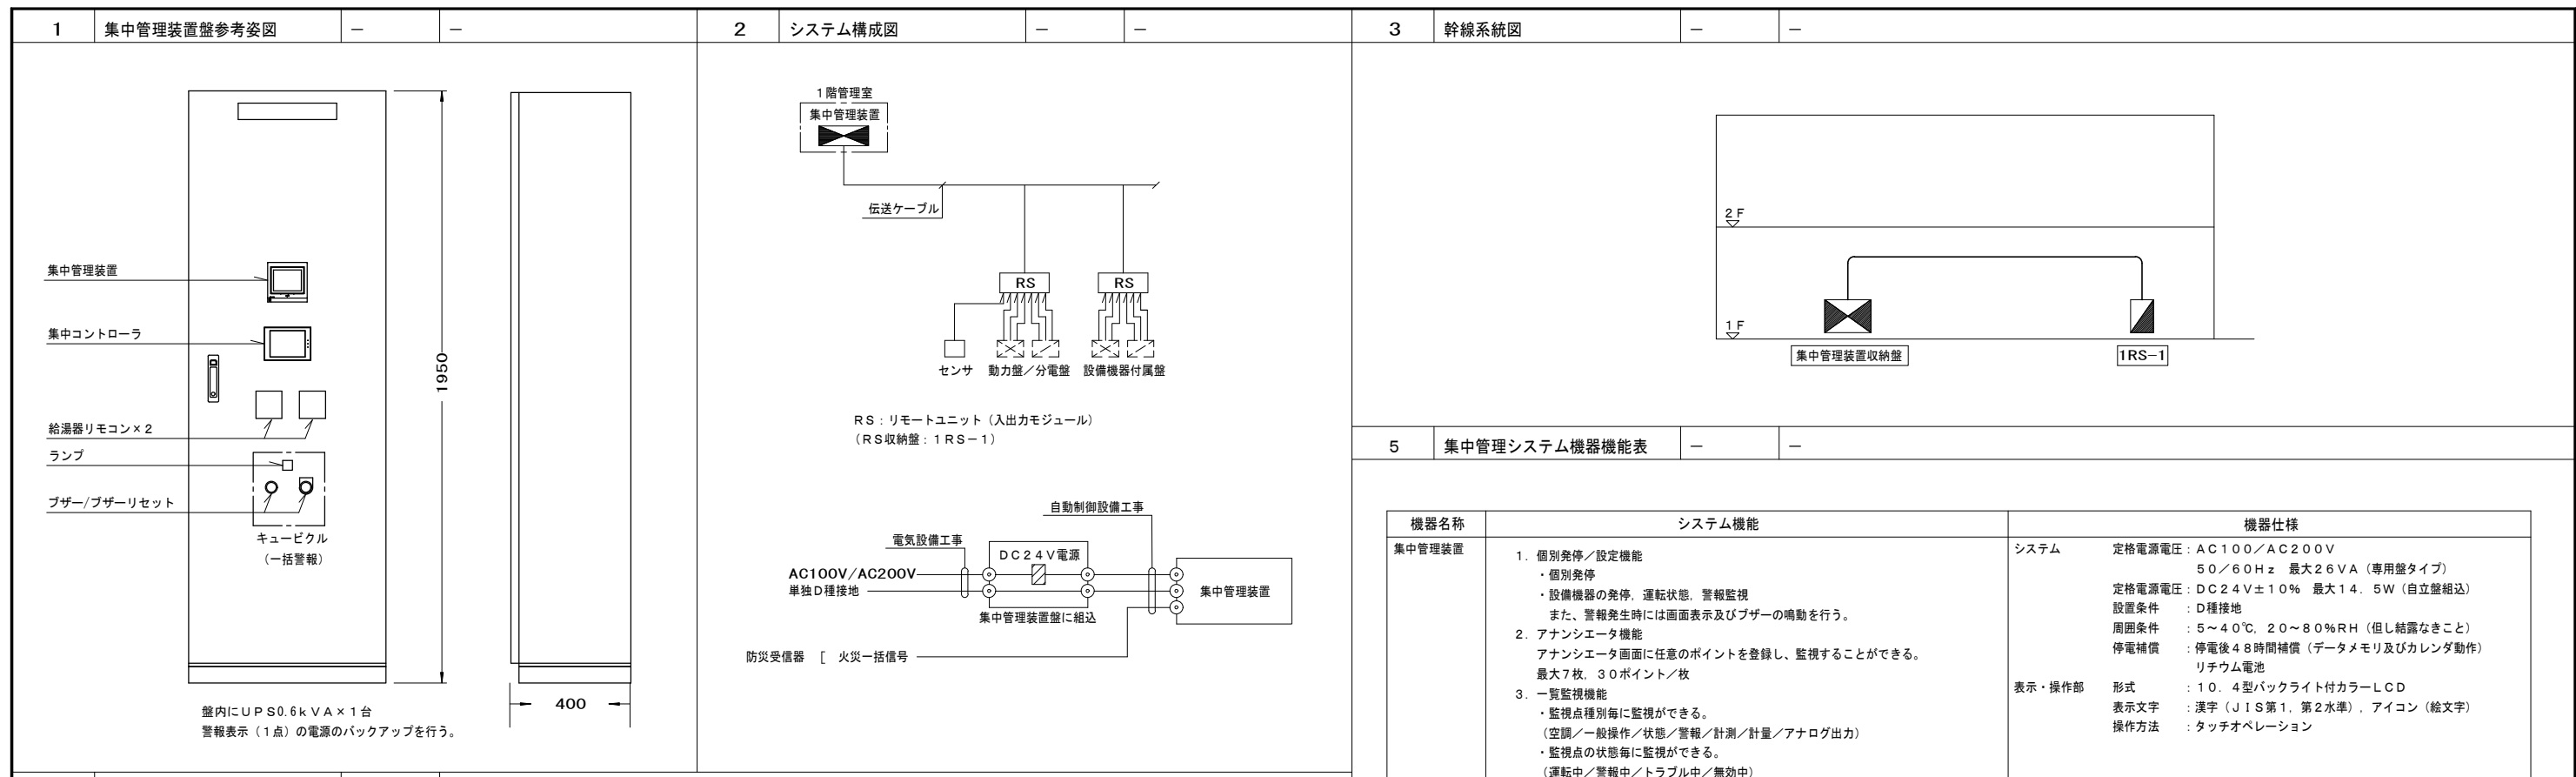 1 集中管理装置盤参考姿図 － －
集中管理装置
集中コントローラ
給湯器リモコン×２
ランプ
ブザー/ブザーリセット
キュービクル
（一括警報）
1950
400
盤内にＵＰＳ0.6ｋＶＡ×１台
警報表示（１点）の電源のバックアップを行う。
2 システム構成図 － －
１階管理室
集中管理装置
伝送ケーブル
RS RS
センサ 動力盤／分電盤 設備機器付属盤
ＲＳ：リモートユニット（入出力モジュール）
（ＲＳ収納盤：１ＲＳ－１）
自動制御設備工事
電気設備工事
ＤＣ２４Ｖ電源
AC100V/AC200V
単独Ｄ種接地
集中管理装置
集中管理装置盤に組込
防災受信器 ［ 火災一括信号
3 幹線系統図 － －
２Ｆ
１Ｆ
集中管理装置収納盤 1RS-1
5 集中管理システム機器機能表 － －
機器名称 システム機能 機器仕様
集中管理装置
１．個別発停／設定機能
・個別発停
・設備機器の発停，運転状態，警報監視
また、警報発生時には画面表示及びブザーの鳴動を行う。
２．アナンシエータ機能
アナンシエータ画面に任意のポイントを登録し、監視することができる。
最大７枚，３０ポイント／枚
３．一覧監視機能
・監視点種別毎に監視ができる。
（空調／一般操作／状態／警報／計測／計量／アナログ出力）
・監視点の状態毎に監視ができる。
（運転中／警報中／トラブル中／無効中）
システム 定格電源電圧：ＡＣ１００／ＡＣ２００Ｖ
５０／６０Ｈｚ 最大２６ＶＡ（専用盤タイプ）
定格電源電圧：ＤＣ２４Ｖ±１０％ 最大１４．５Ｗ（自立盤組込）
設置条件 ：Ｄ種接地
周囲条件 ：５～４０℃，２０～８０％ＲＨ（但し結露なきこと）
停電補償 ：停電後４８時間補償（データメモリ及びカレンダ動作）
リチウム電池
表示・操作部 形式 ：１０．４型バックライト付カラーＬＣＤ
表示文字 ：漢字（ＪＩＳ第１，第２水準），アイコン（絵文字）
操作方法 ：タッチオペレーション